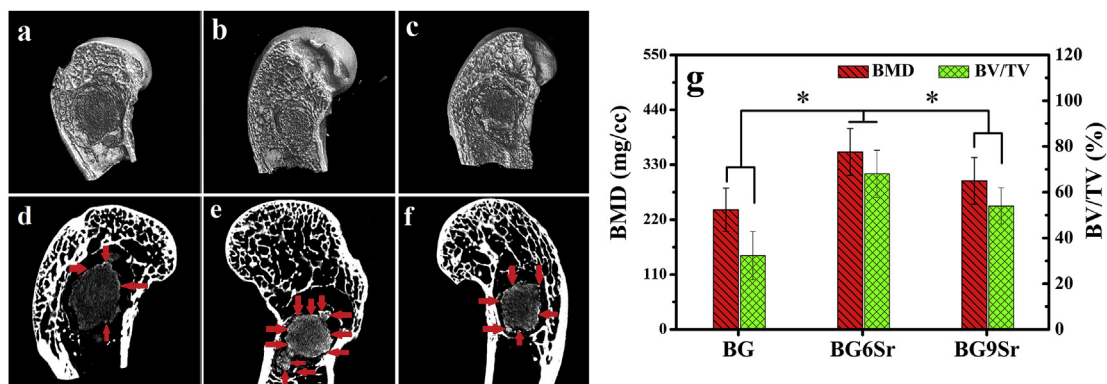 a
b
c
d
e
f
g
BMD
BV/TV
*
*
BMD (mg/cc)
550
440
330
220
110
0
BV/TV (%)
120
100
80
60
40
20
0
BG
BG6Sr
BG9Sr